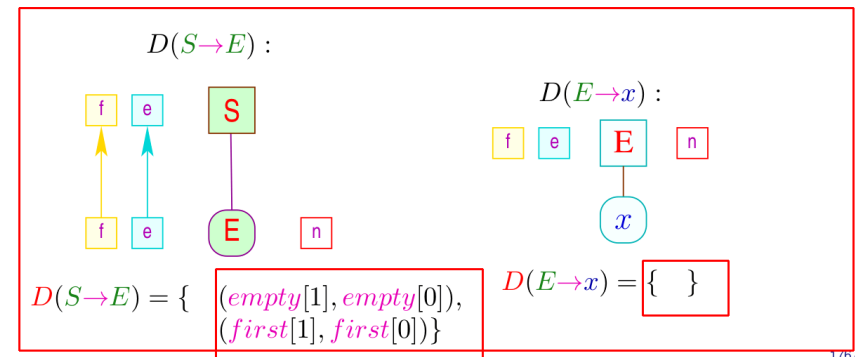 D(S→E) :
f e S
f e E n
D(S→E) = { (empty[1], empty[0]),
(first[1], first[0])}
D(E→x) :
f e E n
x
D(E→x) = { }